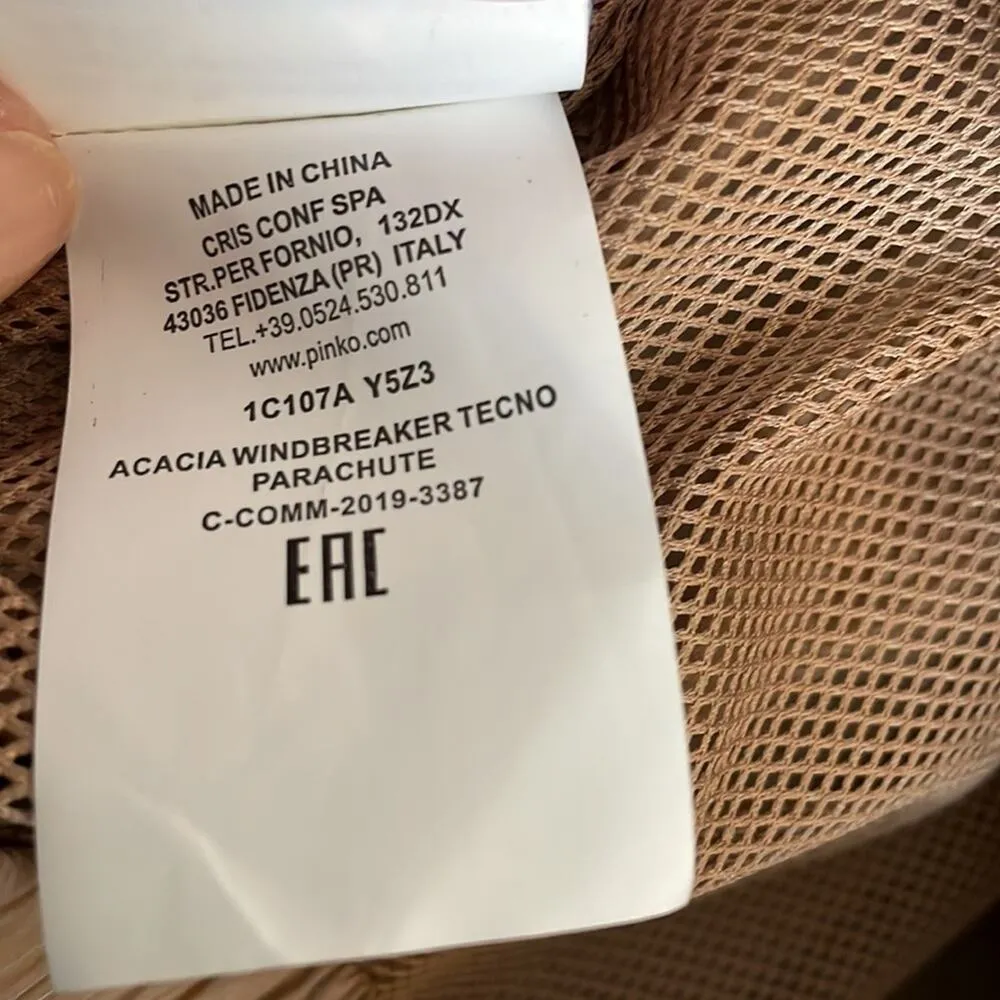 MADE IN CHINA
CRIS CONF SPA
STR.PER FORNIO, 132DX
43036 FIDENZA (PR) ITALY
TEL.+39.0524.530.811
www.pinko.com
1C107A Y5Z3
ACACIA WINDBREAKER TECNO
PARACHUTE
C-COMM-2019-3387
EAC